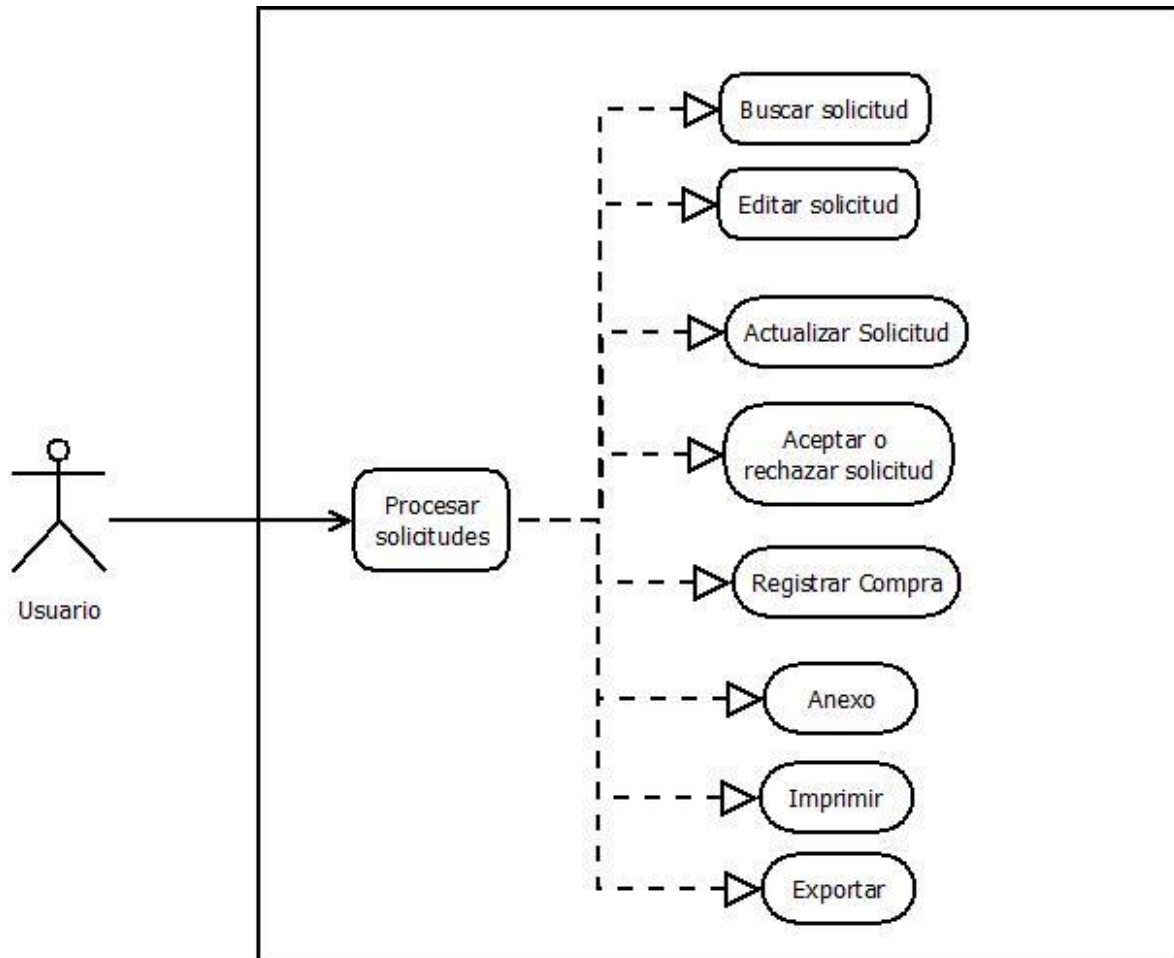 Buscar solicitud
Editar solicitud
Actualizar Solicitud
Aceptar o
rechazar solicitud
Procesar
solicitudes
Usuario
Registrar Compra
Anexo
Imprimir
Exportar